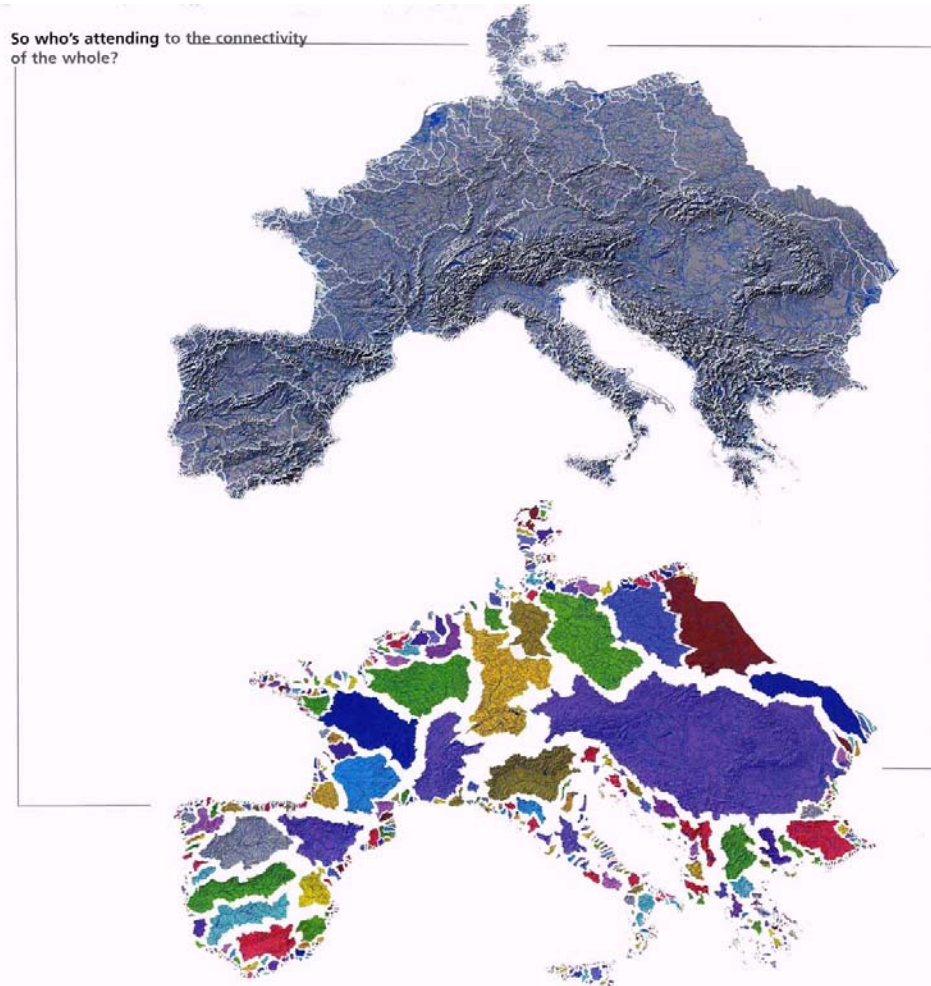 So who's attending to the connectivity
of the whole?